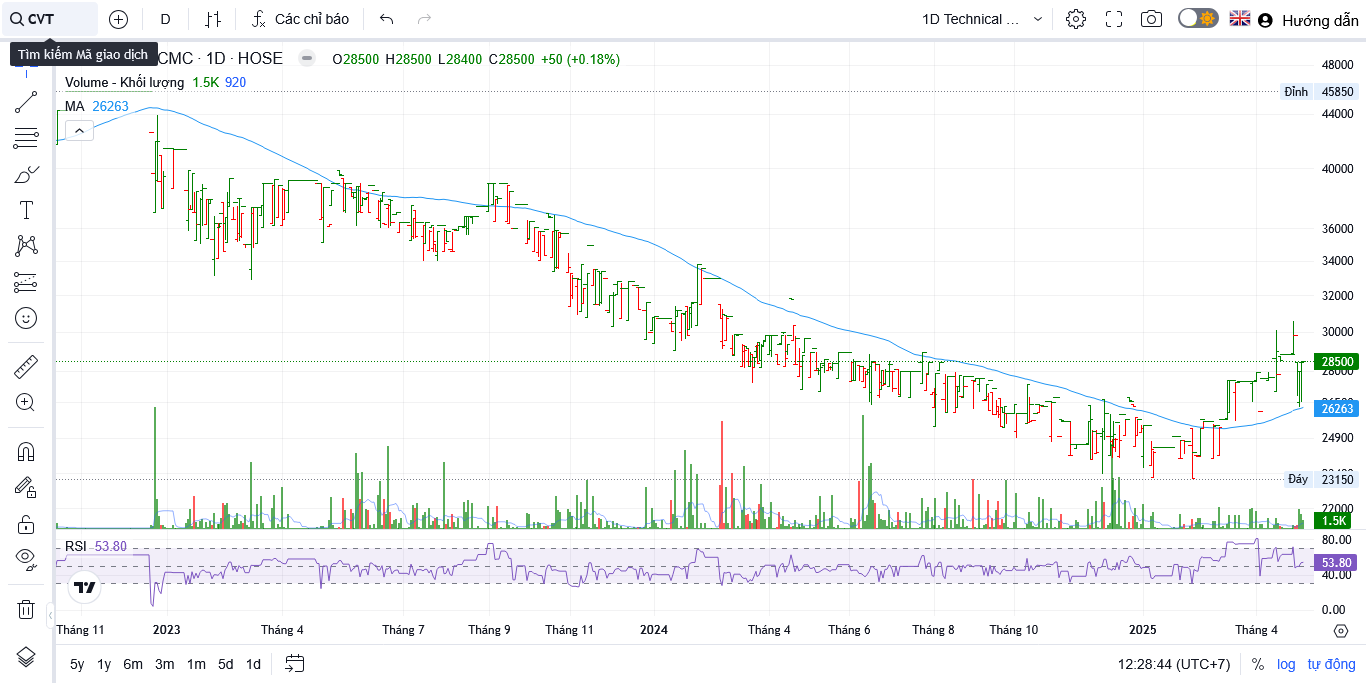 CVT
D
Các chỉ báo
1D Technical ...
Hướng dẫn
Tìm kiếm Mã giao dịch
CMC · 1D · HOSE
O28500 H28500 L28400 C28500 +50 (+0.18%)
Volume - Khối lượng 1.5K 920
MA 26263
48000
Đỉnh 45850
44000
40000
36000
34000
32000
30000
28500
28000
26263
24900
Đáy 23150
22000
1.5K
RSI 53.80
80.00
53.80
40.00
0.00
Tháng 11 2023 Tháng 4 Tháng 7 Tháng 9 Tháng 11 2024 Tháng 4 Tháng 6 Tháng 8 Tháng 10 2025 Tháng 4
5y 1y 6m 3m 1m 5d 1d
12:28:44 (UTC+7) % log tự động